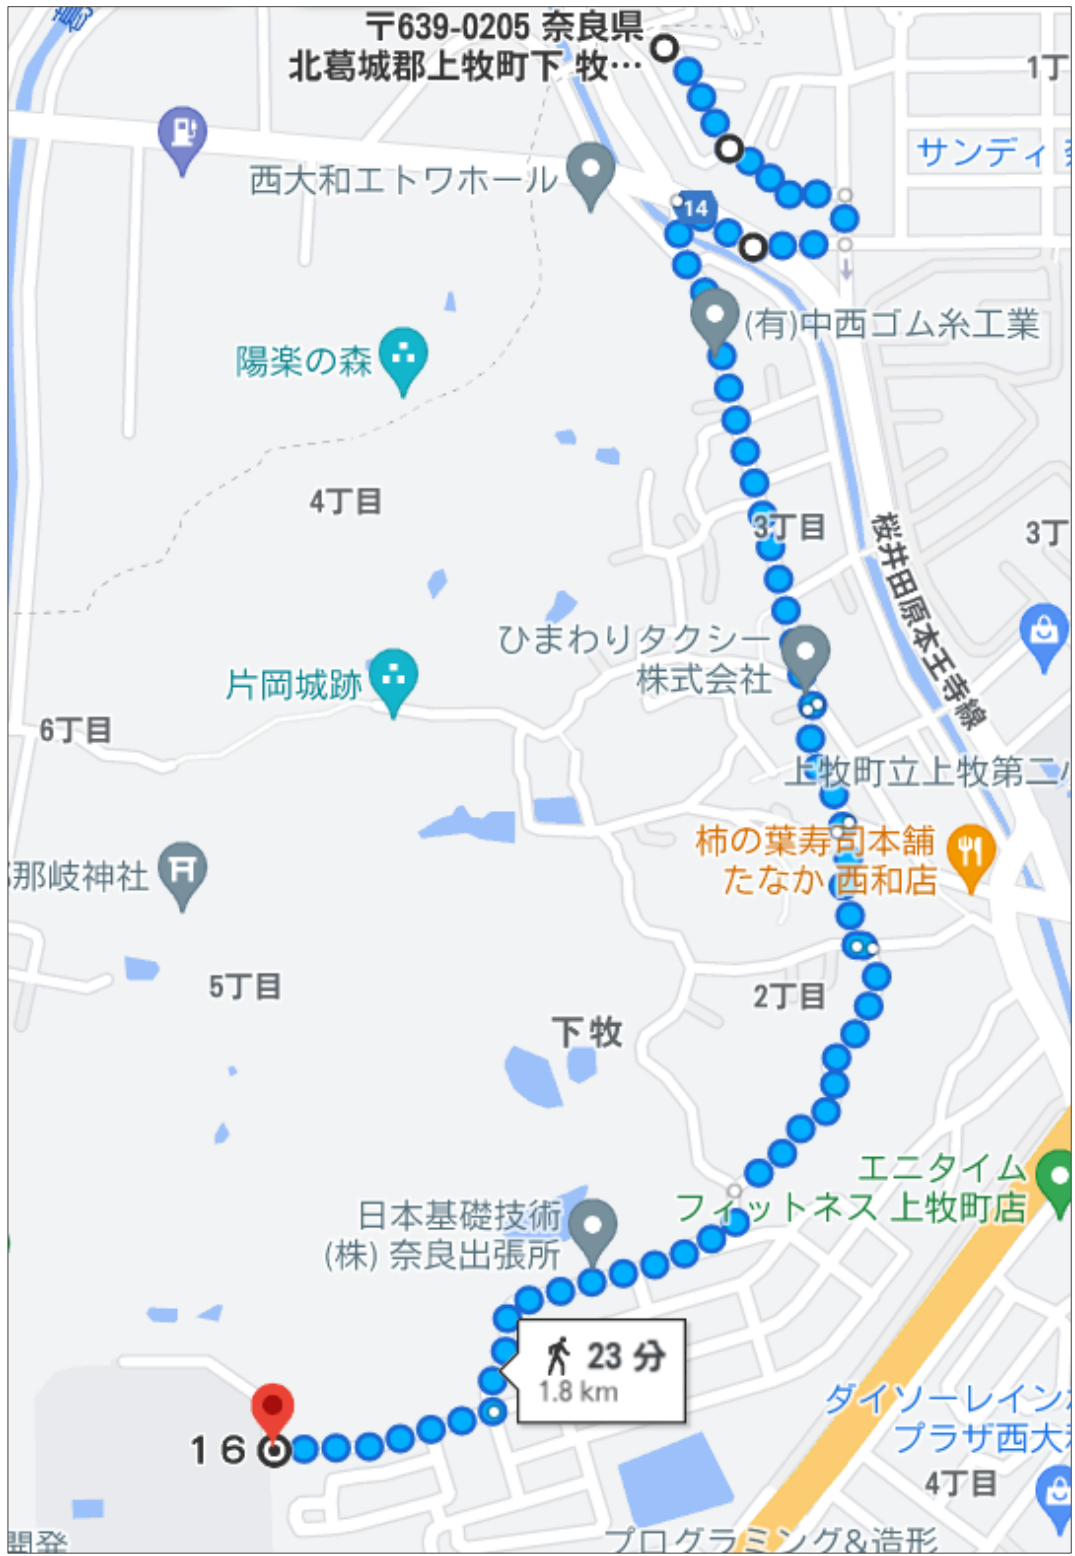 〒639-0205 奈良県
北葛城郡上牧町下 牧…
1丁
サンディ
西大和エトワホール
14
(有)中西ゴム糸工業
陽楽の森
4丁目
3丁目
3丁
桜井田原本王寺線
ひまわりタクシー
株式会社
片岡城跡
6丁目
上牧町立上牧第二
柿の葉寿司本舗
たなか 西和店
那岐神社
5丁目
2丁目
下牧
エニタイム
フィットネス 上牧町店
日本基礎技術
(株) 奈良出張所
23 分
1.8 km
ダイソーレイン
プラザ西大
16
4丁目
プログラミング&造形
開発